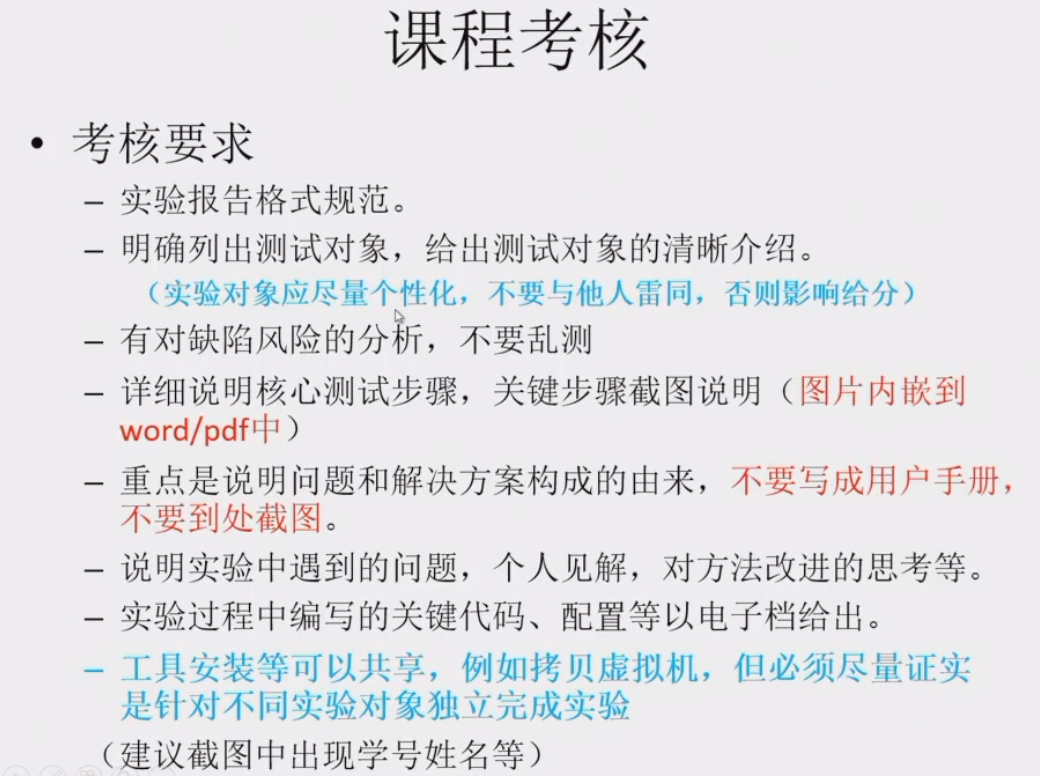 课程考核
• 考核要求
– 实验报告格式规范。
– 明确列出测试对象，给出测试对象的清晰介绍。
（实验对象应尽量个性化，不要与他人雷同，否则影响给分）
– 有对缺陷风险的分析，不要乱测
– 详细说明核心测试步骤，关键步骤截图说明（图片内嵌到
word/pdf中）
– 重点是说明问题和解决方案构成的由来，不要写成用户手册，
不要到处截图。
– 说明实验中遇到的问题，个人见解，对方法改进的思考等。
– 实验过程中编写的关键代码、配置等以电子档给出。
– 工具安装等可以共享，例如拷贝虚拟机，但必须尽量证实
是针对不同实验对象独立完成实验
（建议截图中出现学号姓名等）